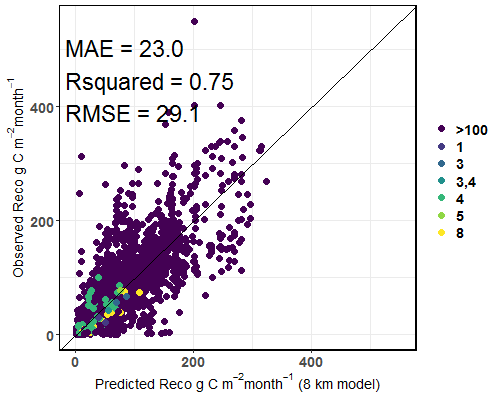 MAE = 23.0
Rsquared = 0.75
RMSE = 29.1
Observed Reco g C m⁻²month⁻¹
400
200
0
0 200 400
Predicted Reco g C m⁻²month⁻¹ (8 km model)
>100
1
3
3,4
4
5
8